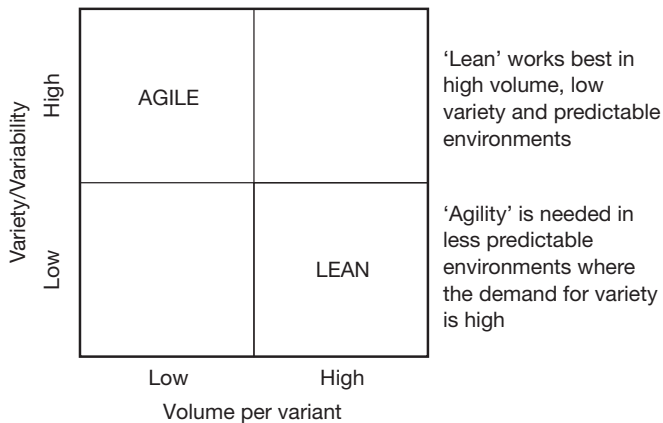 Variety/Variability
High
Low
AGILE
LEAN
Low
High
Volume per variant
‘Lean’ works best in
high volume, low
variety and predictable
environments
‘Agility’ is needed in
less predictable
environments where
the demand for variety
is high